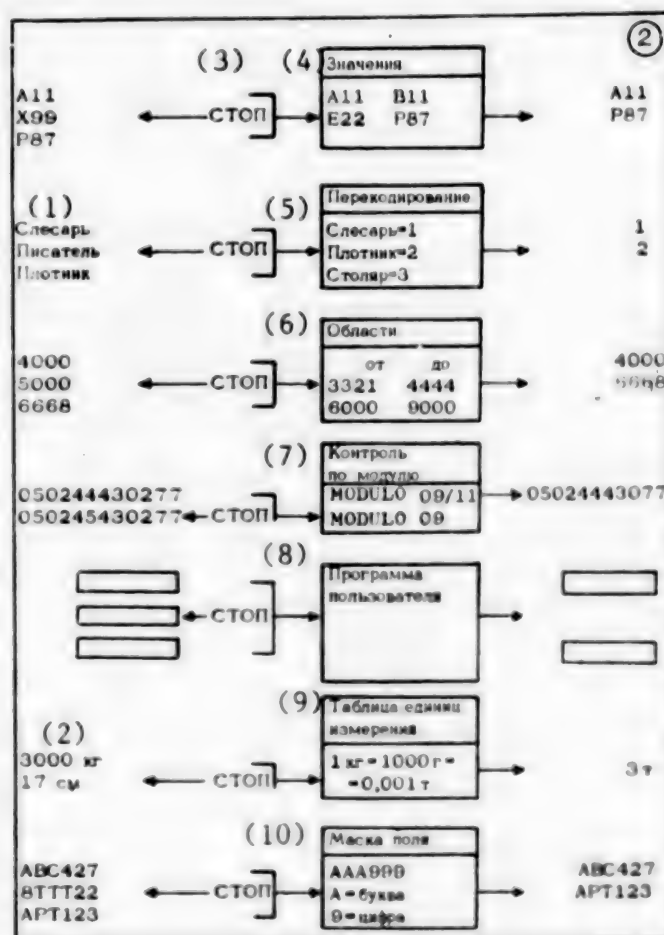 ②
(3) (4) Значения
A11 A11 B11 A11
X99 СТОП E22 P87 P87
P87
(1) (5) Перекодирование
Слесарь Слесарь=1 1
Писатель СТОП Плотник=2 2
Плотник Столяр=3
(6) Области
4000 от до 4000
5000 СТОП 3321 4444 6668
6668 6000 9000
(7) Контроль
по модулю
050244430277 MODULO 09/11 05024443077
050245430277 СТОП MODULO 09
(8) Программа
пользователя
СТОП
(9) Таблица единиц
(2) измерения
3000 кг 1 кг=1000 г= 3 т
17 см СТОП =0,001 т
(10) Маска поля
ABC427 AAA999 ABC427
8TTT22 СТОП A=буква APT123
APT123 9=цифра